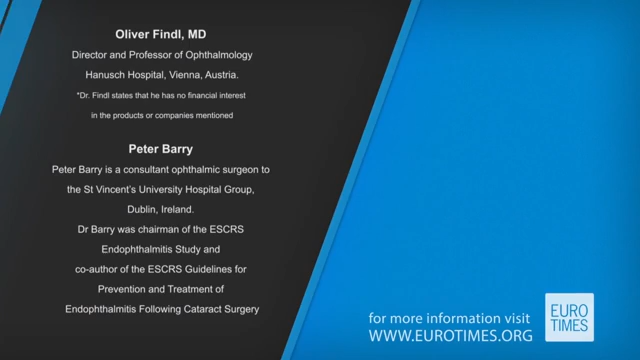 Oliver Findl, MD
Director and Professor of Ophthalmology
Hanusch Hospital, Vienna, Austria.
*Dr. Findl states that he has no financial interest
in the products or companies mentioned
Peter Barry
Peter Barry is a consultant ophthalmic surgeon to
the St Vincent's University Hospital Group,
Dublin, Ireland.
Dr Barry was chairman of the ESCRS
Endophthalmitis Study and
co-author of the ESCRS Guidelines for
Prevention and Treatment of
Endophthalmitis Following Cataract Surgery
for more information visit
WWW.EUROTIMES.ORG
EURO
TIMES